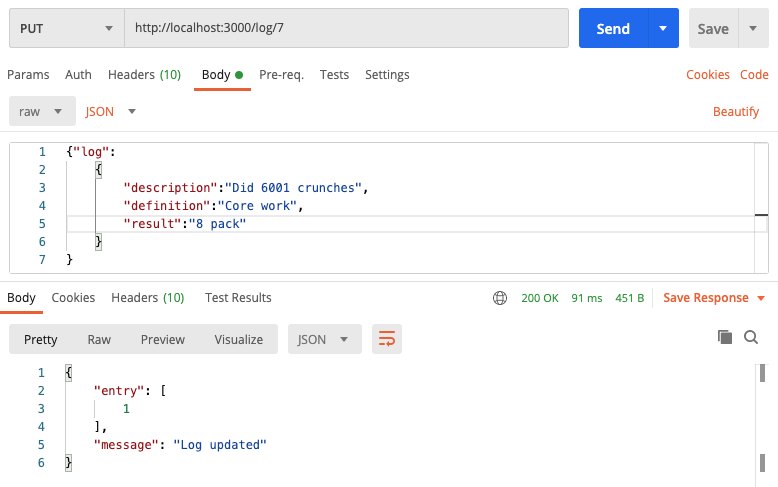 PUT http://localhost:3000/log/7 Send Save
Params Auth Headers (10) Body Pre-req. Tests Settings Cookies Code
raw JSON Beautify
1 {"log":
2 {
3 "description":"Did 6001 crunches",
4 "definition":"Core work",
5 "result":"8 pack"
6 }
7 }
Body Cookies Headers (10) Test Results 200 OK 91 ms 451 B Save Response
Pretty Raw Preview Visualize JSON
1 {
2 "entry": [
3 1
4 ],
5 "message": "Log updated"
6 }